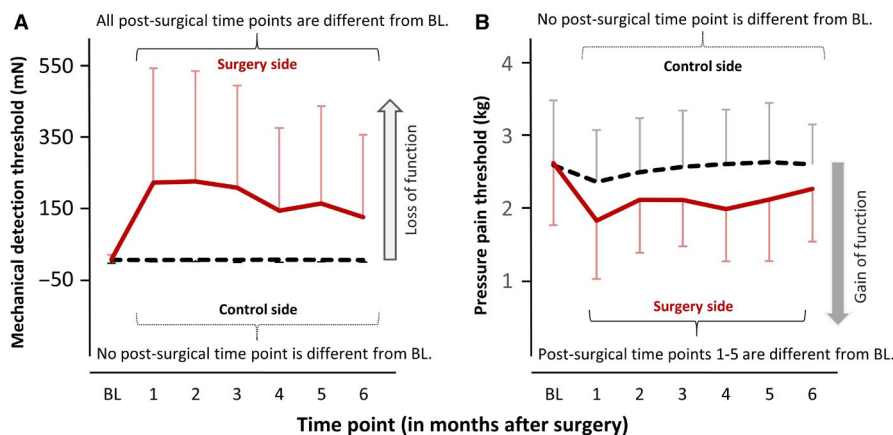 A
All post-surgical time points are different from BL.
Surgery side
Mechanical detection threshold (mN)
550
350
150
–50
Loss of function
Control side
No post-surgical time point is different from BL.
BL 1 2 3 4 5 6
B
No post-surgical time point is different from BL.
Control side
Pressure pain threshold (kg)
4
3
2
1
Gain of function
Surgery side
Post-surgical time points 1-5 are different from BL.
BL 1 2 3 4 5 6
Time point (in months after surgery)